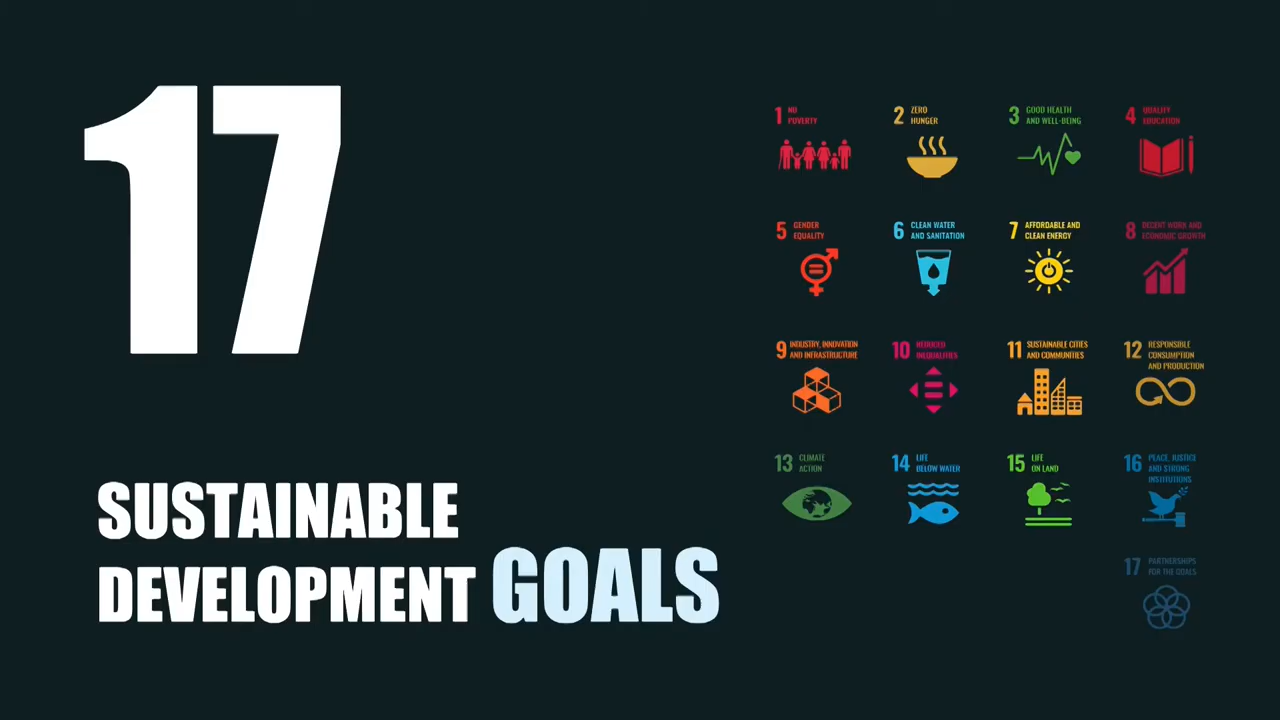 17
SUSTAINABLE
DEVELOPMENT GOALS
1 NO
POVERTY
2 ZERO
HUNGER
3 GOOD HEALTH
AND WELL-BEING
4 QUALITY
EDUCATION
5 GENDER
EQUALITY
6 CLEAN WATER
AND SANITATION
7 AFFORDABLE AND
CLEAN ENERGY
8 DECENT WORK AND
ECONOMIC GROWTH
9 INDUSTRY, INNOVATION
AND INFRASTRUCTURE
10 REDUCED
INEQUALITIES
11 SUSTAINABLE CITIES
AND COMMUNITIES
12 RESPONSIBLE
CONSUMPTION
AND PRODUCTION
13 CLIMATE
ACTION
14 LIFE
BELOW WATER
15 LIFE
ON LAND
16 PEACE, JUSTICE
AND STRONG
INSTITUTIONS
17 PARTNERSHIPS
FOR THE GOALS